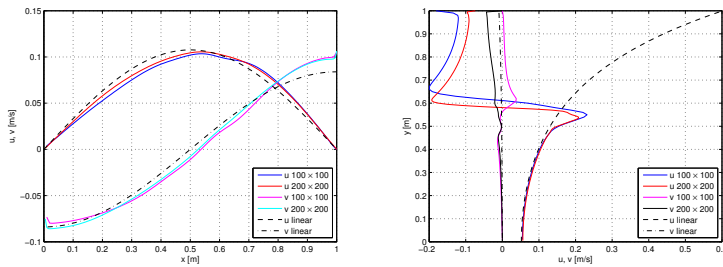 0.15
0.1
0.05
0
−0.05
−0.1
u, v [m/s]
0 0.1 0.2 0.3 0.4 0.5 0.6 0.7 0.8 0.9 1
x [m]
u 100 × 100
u 200 × 200
v 100 × 100
v 200 × 200
u linear
v linear
1
0.9
0.8
0.7
0.6
0.5
0.4
0.3
0.2
0.1
0
y [m]
−0.2 −0.1 0 0.1 0.2 0.3 0.4 0.5 0.6
u, v [m/s]
u 100 × 100
u 200 × 200
v 100 × 100
v 200 × 200
u linear
v linear